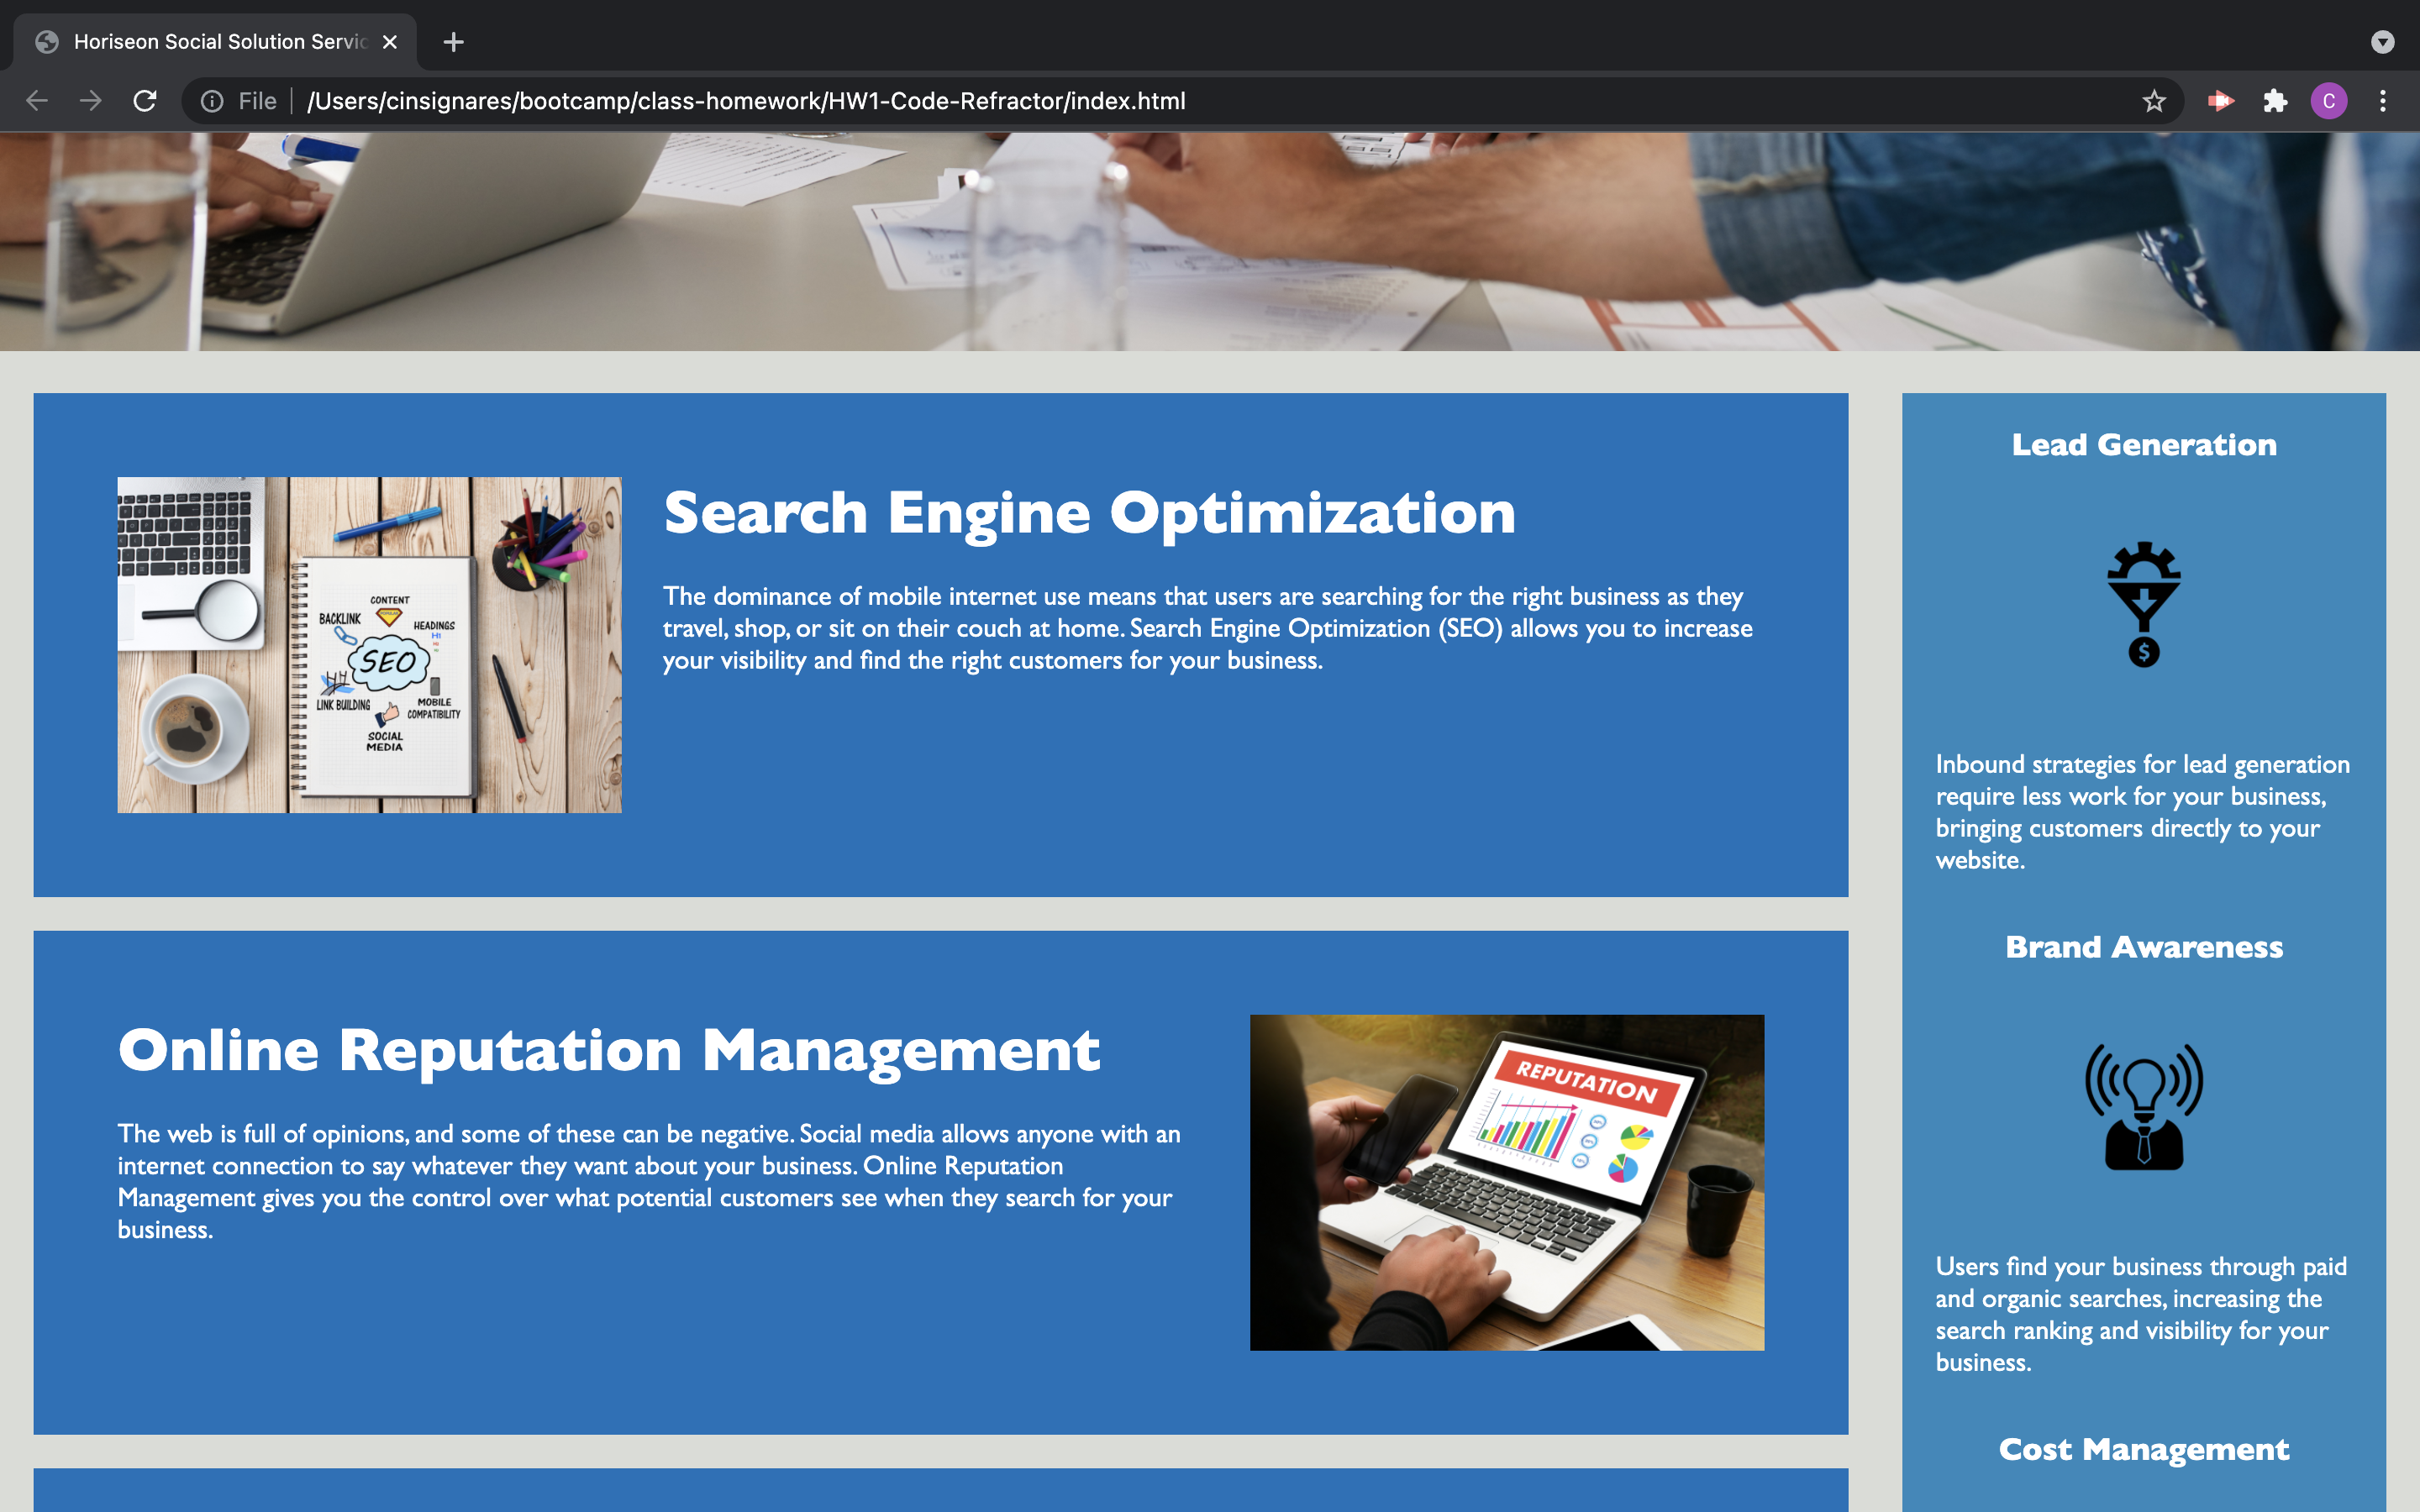 Horiseon Social Solution Servic
File
/Users/cinsignares/bootcamp/class-homework/HW1-Code-Refractor/index.html
C
Search Engine Optimization
The dominance of mobile internet use means that users are searching for the right business as they
travel, shop, or sit on their couch at home. Search Engine Optimization (SEO) allows you to increase
your visibility and find the right customers for your business.
CONTENT
BACKLINK
HEADINGS
H1
SEO
LINK BUILDING
MOBILE
COMPATIBILITY
SOCIAL
MEDIA
Online Reputation Management
The web is full of opinions, and some of these can be negative. Social media allows anyone with an
internet connection to say whatever they want about your business. Online Reputation
Management gives you the control over what potential customers see when they search for your
business.
REPUTATION
Lead Generation
$
Inbound strategies for lead generation
require less work for your business,
bringing customers directly to your
website.
Brand Awareness
Users find your business through paid
and organic searches, increasing the
search ranking and visibility for your
business.
Cost Management